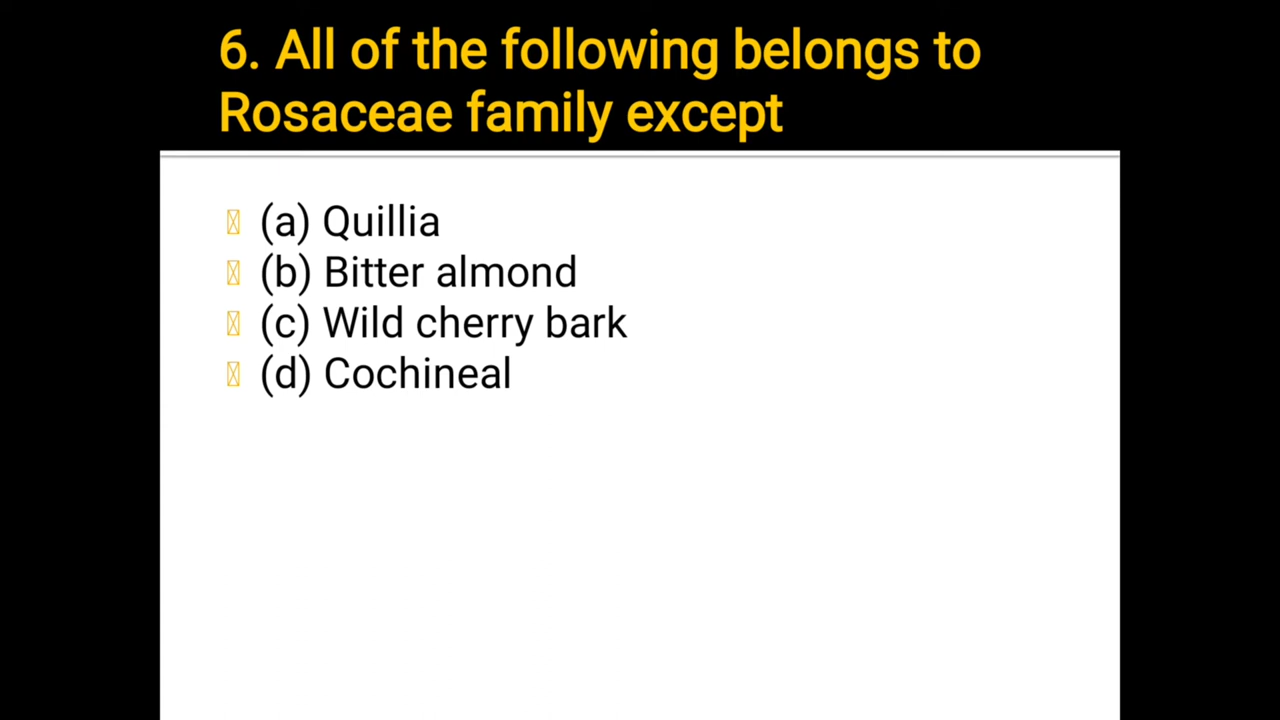 6. All of the following belongs to
Rosaceae family except
(a) Quillia
(b) Bitter almond
(c) Wild cherry bark
(d) Cochineal